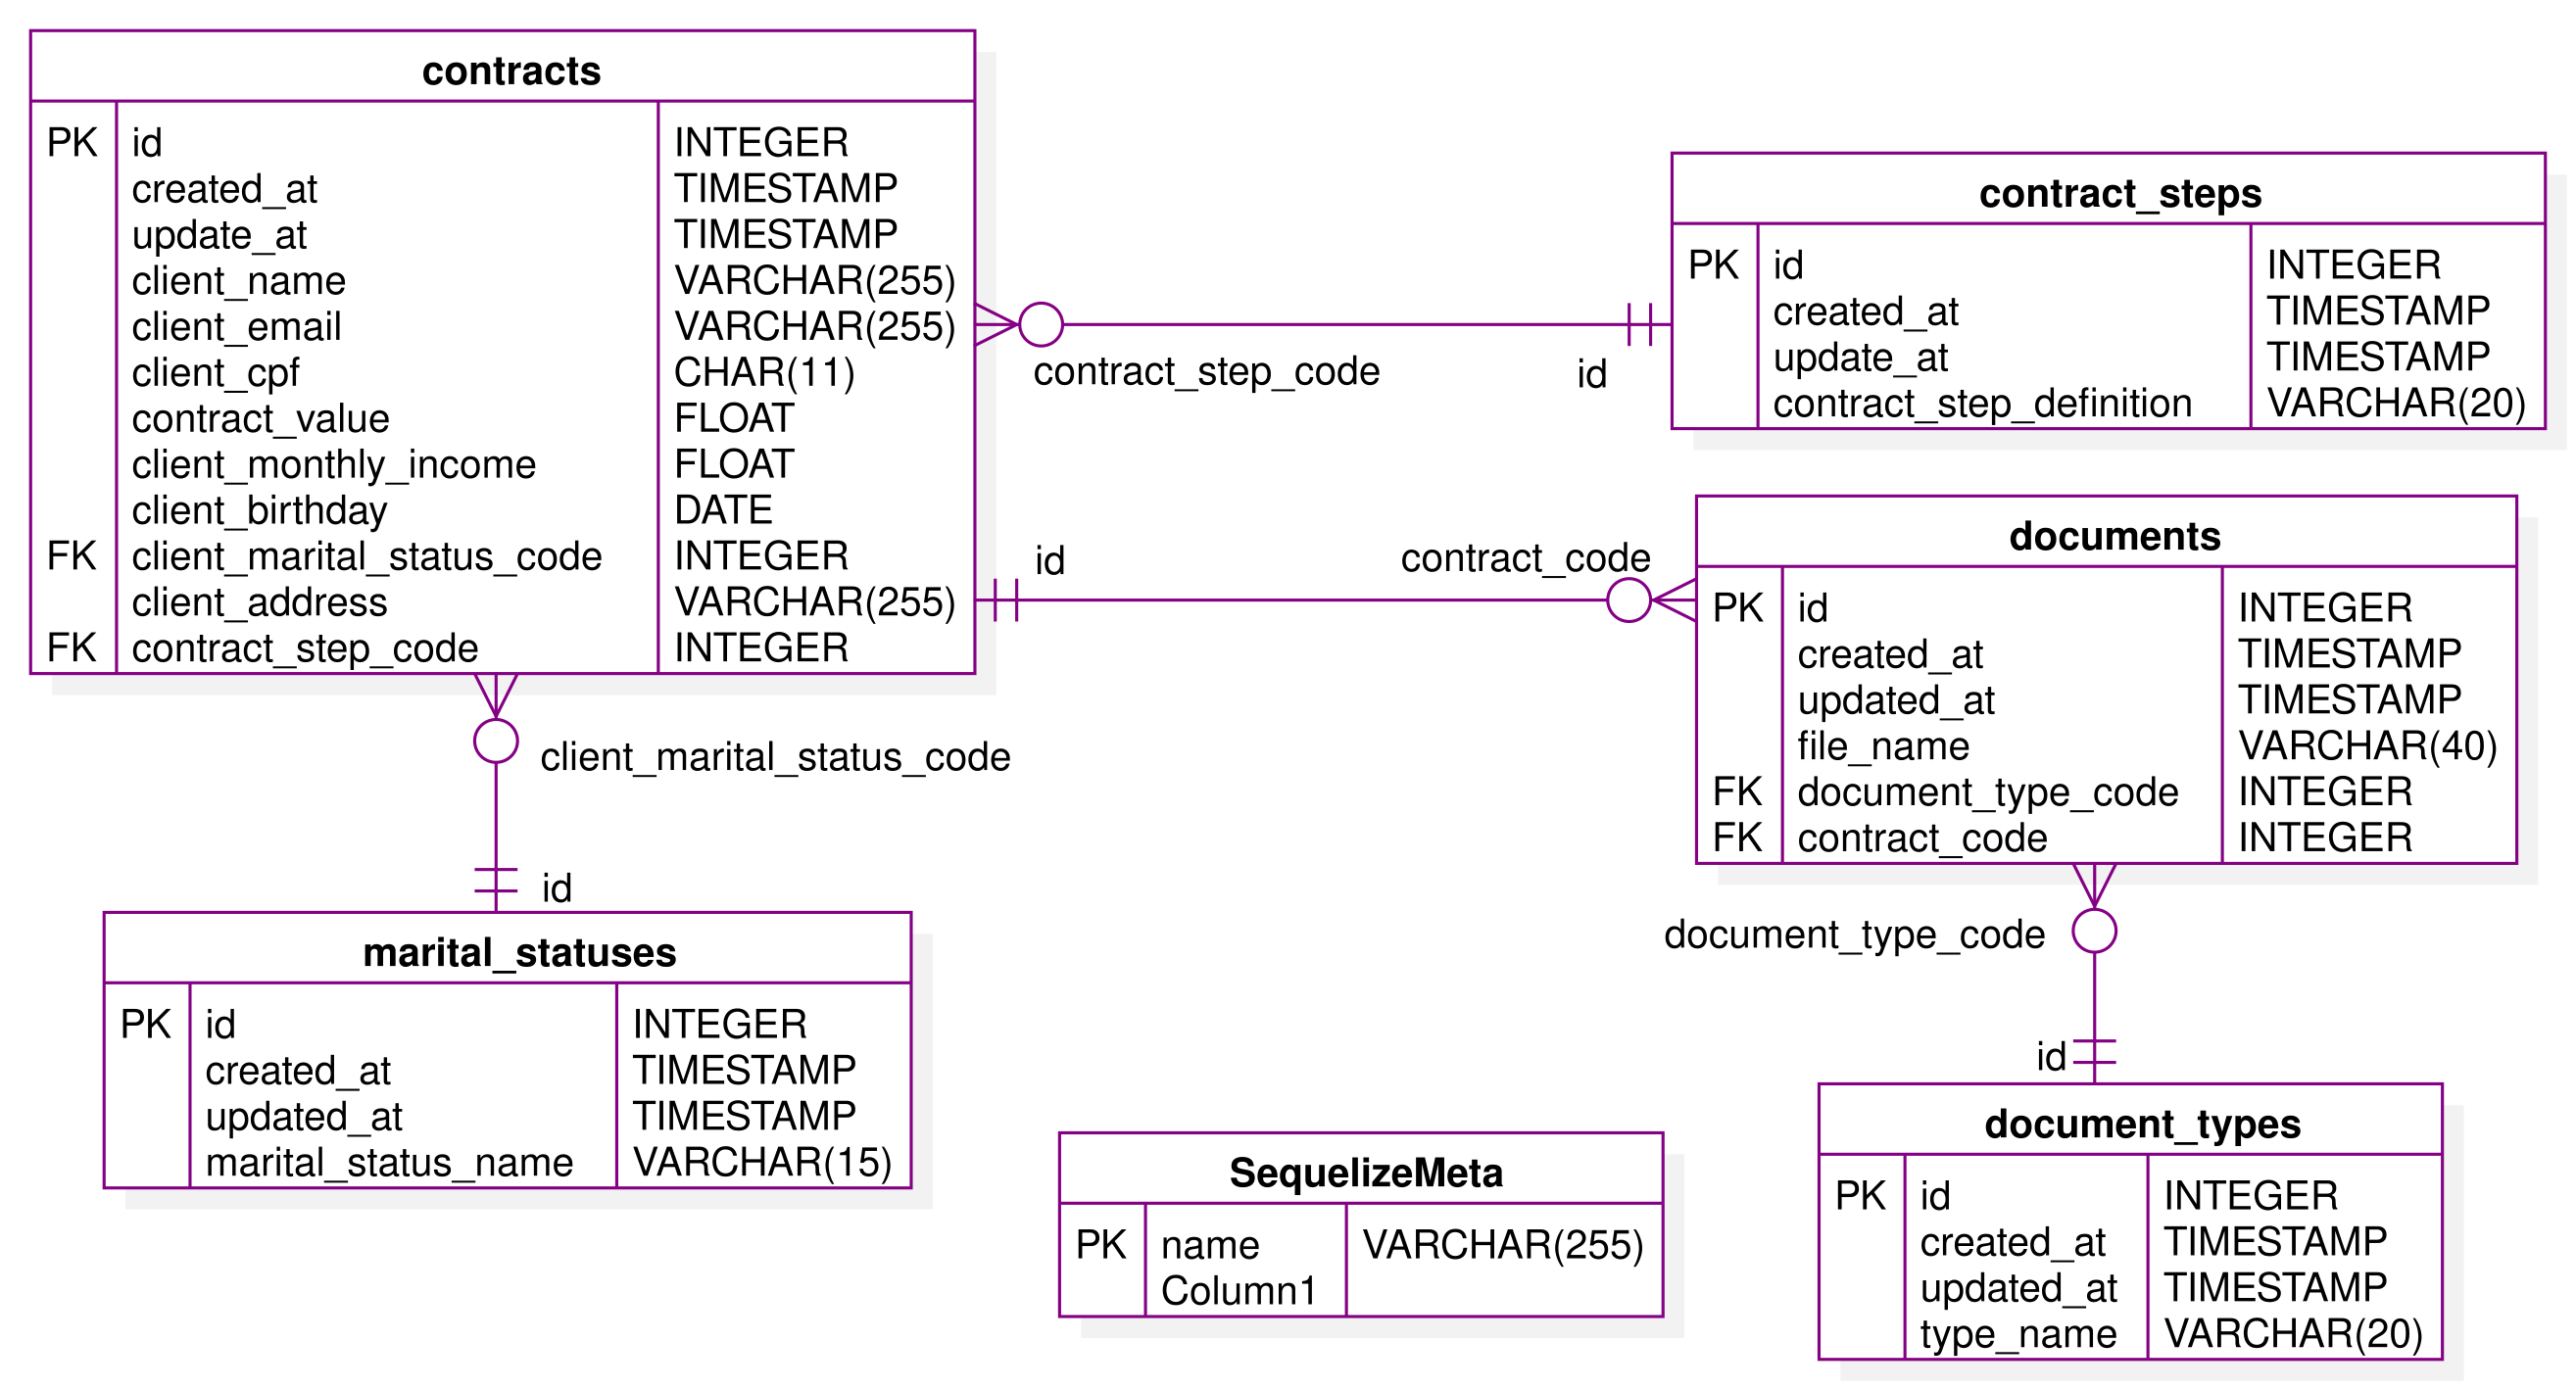 contracts
PK id INTEGER
created_at TIMESTAMP
update_at TIMESTAMP
client_name VARCHAR(255)
client_email VARCHAR(255)
client_cpf CHAR(11)
contract_value FLOAT
client_monthly_income FLOAT
client_birthday DATE
FK client_marital_status_code INTEGER
client_address VARCHAR(255)
FK contract_step_code INTEGER
contract_step_code
id
contract_steps
PK id INTEGER
created_at TIMESTAMP
update_at TIMESTAMP
contract_step_definition VARCHAR(20)
id
contract_code
documents
PK id INTEGER
created_at TIMESTAMP
updated_at TIMESTAMP
file_name VARCHAR(40)
FK document_type_code INTEGER
FK contract_code INTEGER
client_marital_status_code
id
marital_statuses
PK id INTEGER
created_at TIMESTAMP
updated_at TIMESTAMP
marital_status_name VARCHAR(15)
document_type_code
id
SequelizeMeta
PK name VARCHAR(255)
Column1
document_types
PK id INTEGER
created_at TIMESTAMP
updated_at TIMESTAMP
type_name VARCHAR(20)